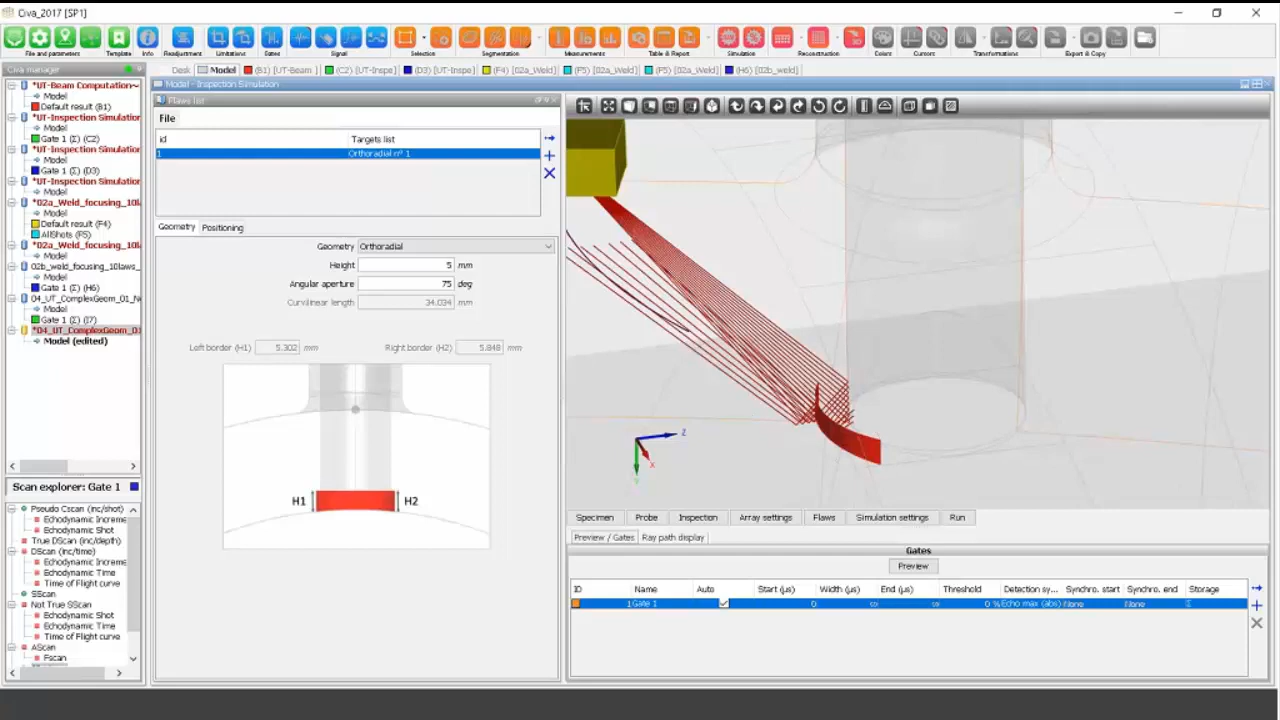 Civa_2017 [SP1]
File and parameters
Template
Info
Readjustment
Limitations
Gates
Signal
Selection
Segmentation
Measurements
Table & Report
Simulation
Reconstruction
Colors
Cursors
Transformations
Export & Copy
Civa manager
Desk
Model
(B1) [UT-Beam
(C2) [UT-Inspe]
(D3) [UT-Inspe]
(F4) [02a_Weld]
(F5) [02a_Weld]
(F5) [02a_Weld]
(H6) [02b_weld]
*UT-Beam Computation~
Model
Default result (B1)
*UT-Inspection Simulation
Model
Gate 1 (Σ) (C2)
*UT-Inspection Simulation
Model
Gate 1 (Σ) (D3)
*UT-Inspection Simulation
Model
*02a_Weld_focusing_10l
Model
Default result (F4)
AllShots (F5)
*02a_Weld_focusing_10l
Model
02b_weld_focusing_10laws_
Model
Gate 1 (Σ) (H6)
04_UT_ComplexGeom_01_N
Model
Gate 1 (Σ) (I7)
*04_UT_ComplexGeom_01
Model (edited)
Scan explorer: Gate 1
Pseudo Cscan (inc/shot)
Echodynamic Increme
Echodynamic Shot
True DScan (inc/depth)
DScan (inc/time)
Echodynamic Increme
Echodynamic Time
Time of Flight curve
SScan
Not True SScan
Echodynamic Shot
Echodynamic Time
Time of Flight curve
AScan
Fscan
Model - Inspection Simulation
Flaws list
File
id Targets list
1 Orthoradial n° 1
Geometry Positioning
Geometry Orthoradial
Height 5 mm
Angular aperture 75 deg
Curvilinear length 34.034 mm
Left border (H1) 5.302 mm Right border (H2) 5.848 mm
H1 H2
Z
X
Y
Specimen Probe Inspection Array settings Flaws Simulation settings Run
Preview / Gates Ray path display
Gates
Preview
ID Name Auto Start (µs) Width (µs) End (µs) Threshold Detection sy... Synchro. start Synchro. end Storage
1 Gate 1 0 ∞ ∞ 0 % Echo max (abs) None None Σ